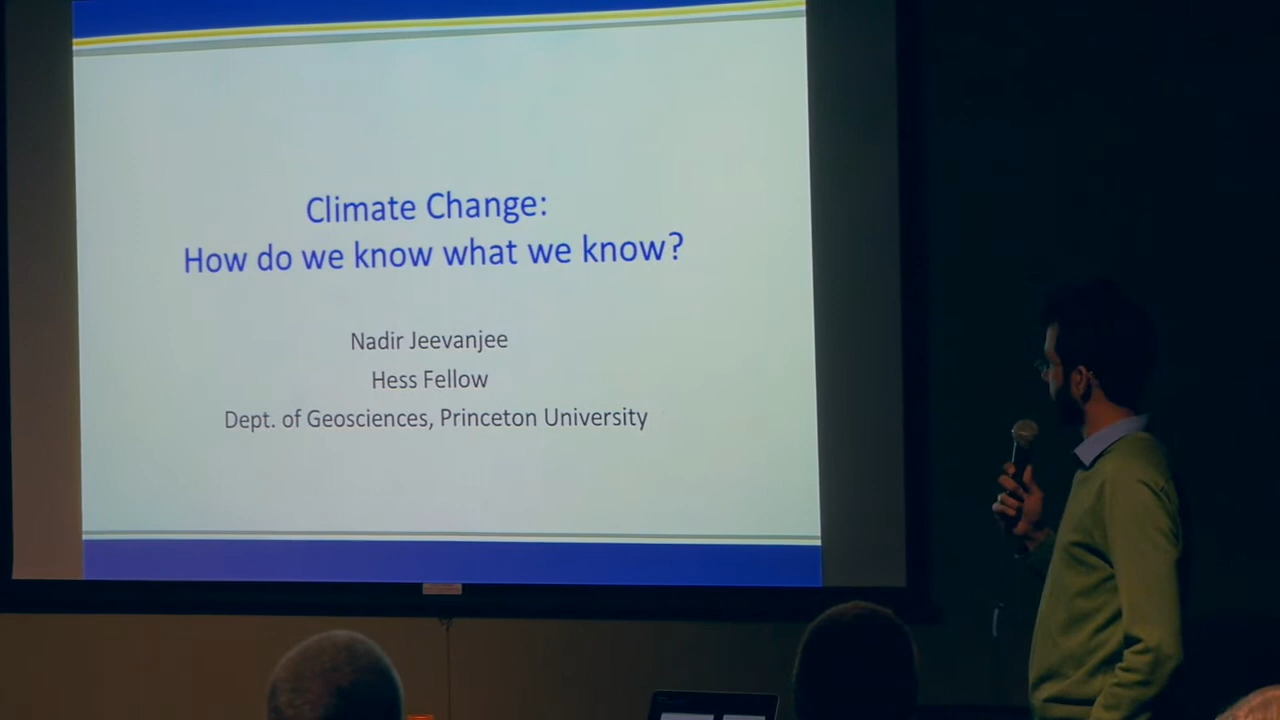 Climate Change:
How do we know what we know?
Nadir Jeevanjee
Hess Fellow
Dept. of Geosciences, Princeton University